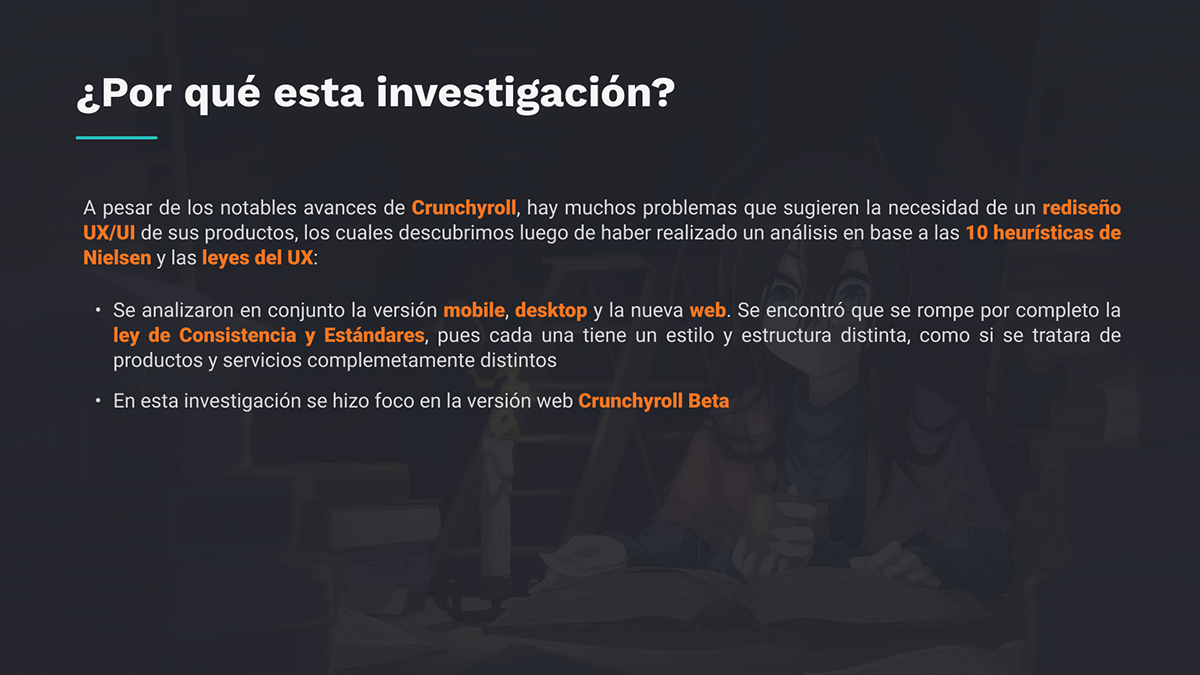 ¿Por qué esta investigación?
A pesar de los notables avances de Crunchyroll, hay muchos problemas que sugieren la necesidad de un rediseño
UX/UI de sus productos, los cuales descubrimos luego de haber realizado un análisis en base a las 10 heurísticas de
Nielsen y las leyes del UX:
• Se analizaron en conjunto la versión mobile, desktop y la nueva web. Se encontró que se rompe por completo la
ley de Consistencia y Estándares, pues cada una tiene un estilo y estructura distinta, como si se tratara de
productos y servicios complemetamente distintos
• En esta investigación se hizo foco en la versión web Crunchyroll Beta